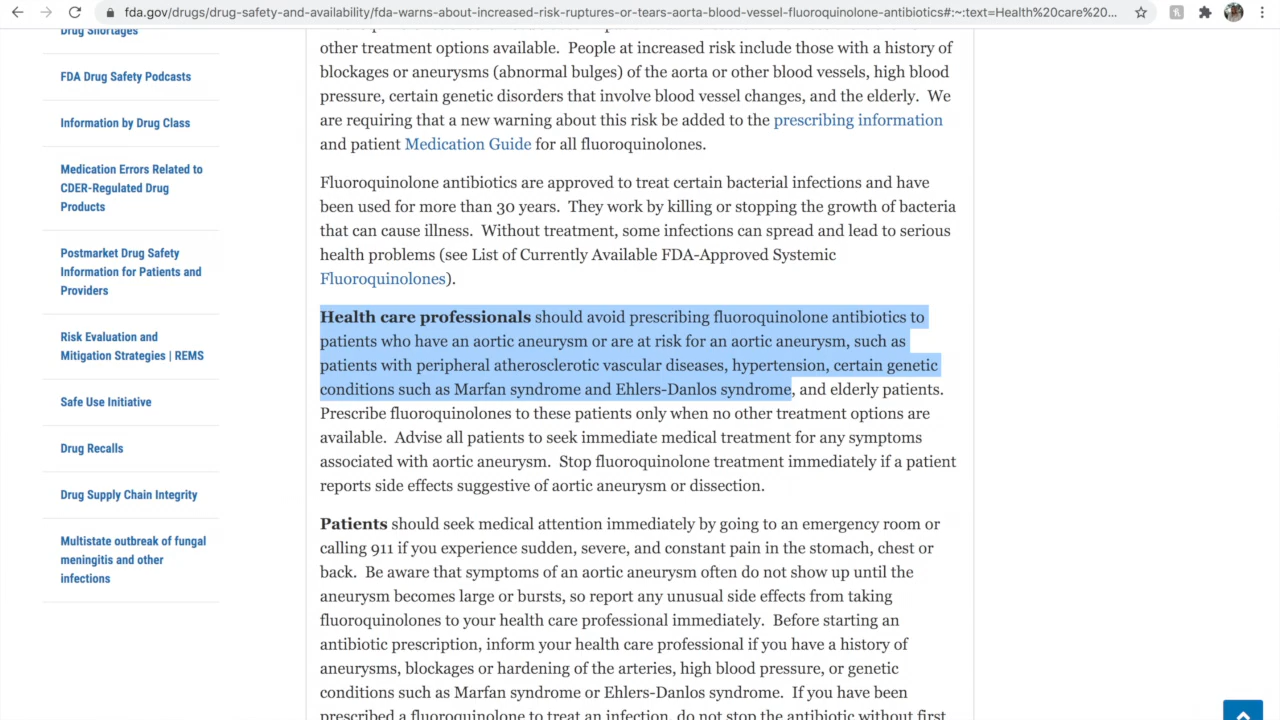 fda.gov/drugs/drug-safety-and-availability/fda-warns-about-increased-risk-ruptures-or-tears-aorta-blood-vessel-fluoroquinolone-antibiotics#:~:text=Health%20care%20...
Drug Shortages
FDA Drug Safety Podcasts
Information by Drug Class
Medication Errors Related to
CDER-Regulated Drug
Products
Postmarket Drug Safety
Information for Patients and
Providers
Risk Evaluation and
Mitigation Strategies | REMS
Safe Use Initiative
Drug Recalls
Drug Supply Chain Integrity
Multistate outbreak of fungal
meningitis and other
infections
other treatment options available. People at increased risk include those with a history of
blockages or aneurysms (abnormal bulges) of the aorta or other blood vessels, high blood
pressure, certain genetic disorders that involve blood vessel changes, and the elderly. We
are requiring that a new warning about this risk be added to the prescribing information
and patient Medication Guide for all fluoroquinolones.
Fluoroquinolone antibiotics are approved to treat certain bacterial infections and have
been used for more than 30 years. They work by killing or stopping the growth of bacteria
that can cause illness. Without treatment, some infections can spread and lead to serious
health problems (see List of Currently Available FDA-Approved Systemic
Fluoroquinolones).
Health care professionals should avoid prescribing fluoroquinolone antibiotics to
patients who have an aortic aneurysm or are at risk for an aortic aneurysm, such as
patients with peripheral atherosclerotic vascular diseases, hypertension, certain genetic
conditions such as Marfan syndrome and Ehlers-Danlos syndrome, and elderly patients.
Prescribe fluoroquinolones to these patients only when no other treatment options are
available. Advise all patients to seek immediate medical treatment for any symptoms
associated with aortic aneurysm. Stop fluoroquinolone treatment immediately if a patient
reports side effects suggestive of aortic aneurysm or dissection.
Patients should seek medical attention immediately by going to an emergency room or
calling 911 if you experience sudden, severe, and constant pain in the stomach, chest or
back. Be aware that symptoms of an aortic aneurysm often do not show up until the
aneurysm becomes large or bursts, so report any unusual side effects from taking
fluoroquinolones to your health care professional immediately. Before starting an
antibiotic prescription, inform your health care professional if you have a history of
aneurysms, blockages or hardening of the arteries, high blood pressure, or genetic
conditions such as Marfan syndrome or Ehlers-Danlos syndrome. If you have been
prescribed a fluoroquinolone to treat an infection, do not stop the antibiotic without first